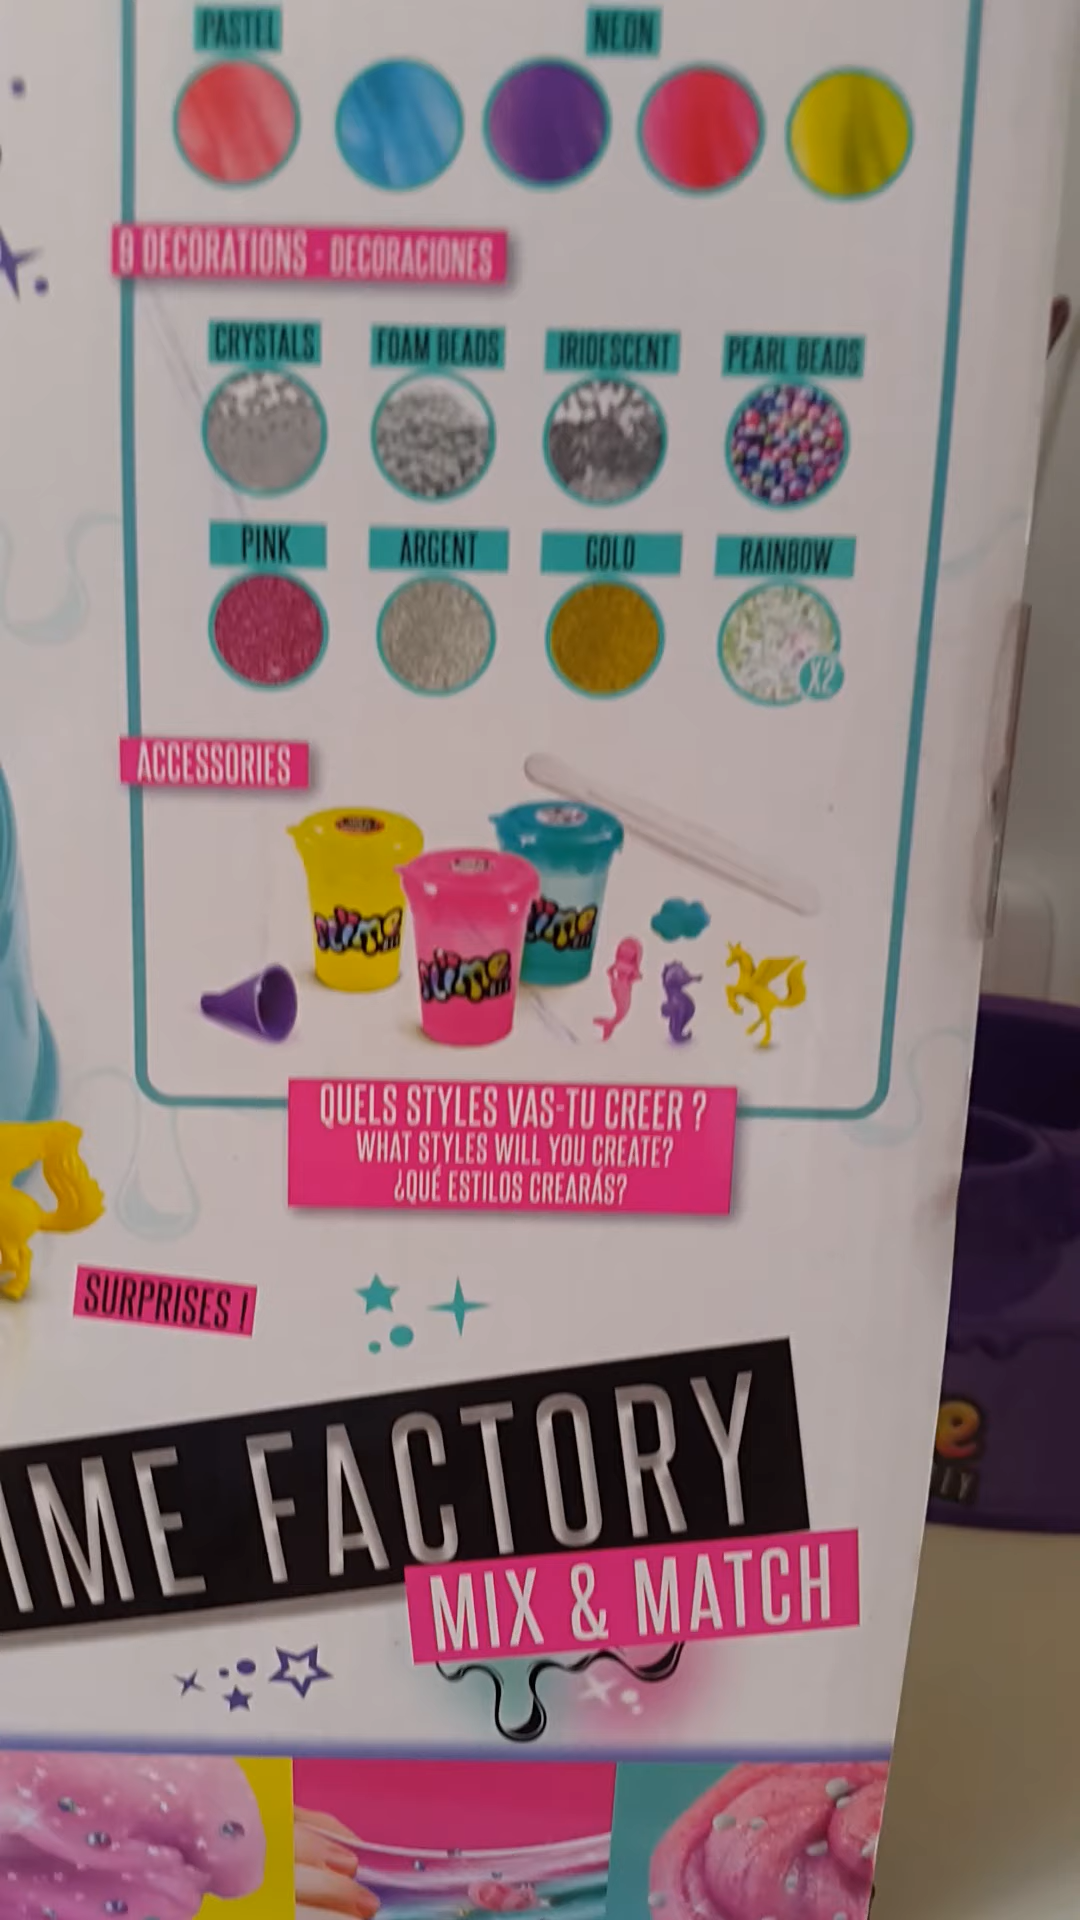 PASTEL NEON
9 DECORATIONS - DECORACIONES
CRYSTALS FOAM BEADS IRIDESCENT PEARL BEADS
PINK ARGENT GOLD RAINBOW
X2
ACCESSORIES
Slime
Slime
Slime
QUELS STYLES VAS-TU CREER ?
WHAT STYLES WILL YOU CREATE?
¿QUÉ ESTILOS CREARÁS?
SURPRISES !
IME FACTORY
MIX & MATCH